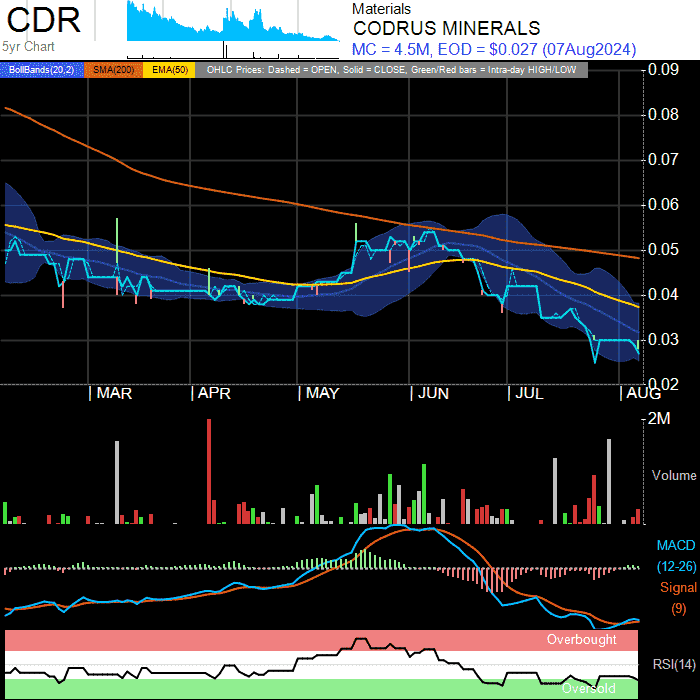 CDR
5yr Chart
Materials
CODRUS MINERALS
MC = 4.5M, EOD = $0.027 (07Aug2024)
BollBands(20,2) SMA(200) EMA(50) OHLC Prices: Dashed = OPEN, Solid = CLOSE, Green/Red bars = Intra-day HIGH/LOW
0.09
0.08
0.07
0.06
0.05
0.04
0.03
0.02
MAR APR MAY JUN JUL AUG
2M
Volume
MACD
(12-26)
Signal
(9)
Overbought
RSI(14)
Oversold